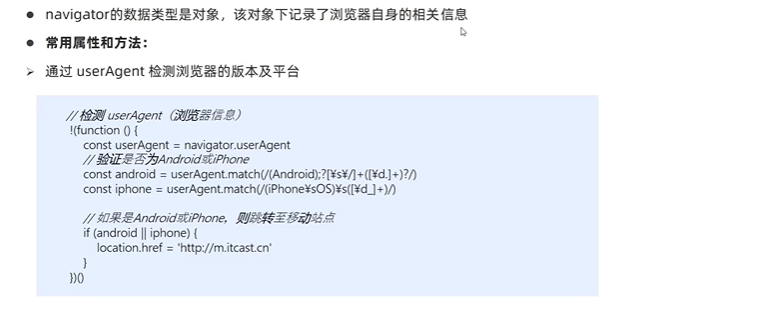 navigator的数据类型是对象，该对象下记录了浏览器自身的相关信息
常用属性和方法：
通过 userAgent 检测浏览器的版本及平台
// 检测 userAgent（浏览器信息）
!(function () {
const userAgent = navigator.userAgent
// 验证是否为Android或iPhone
const android = userAgent.match(/(Android);?[¥s¥/]+([¥d.]+)?/)
const iphone = userAgent.match(/(iPhone¥sOS)¥s([¥d_]+)/)
// 如果是Android或iPhone，则跳转至移动站点
if (android || iphone) {
location.href = 'http://m.itcast.cn'
}
})()